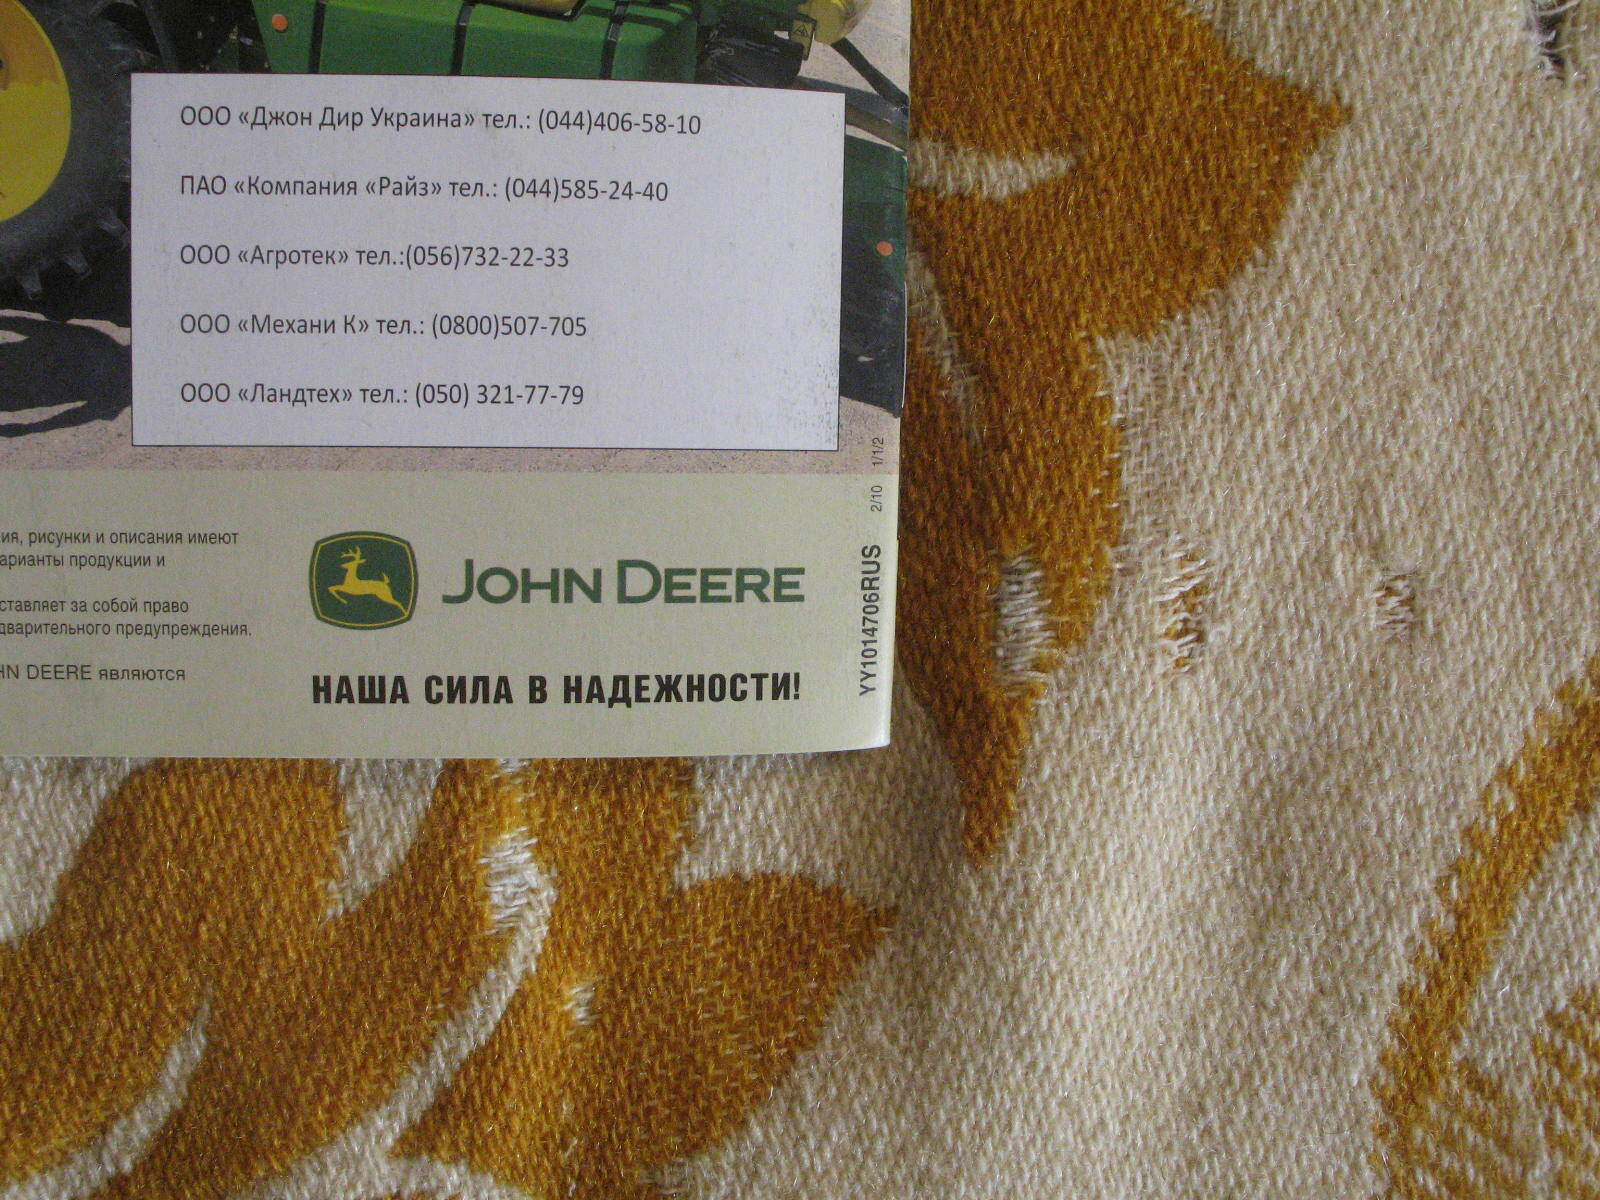 ООО «Джон Дир Украина» тел.: (044)406-58-10
ПАО «Компания «Райз» тел.: (044)585-24-40
ООО «Агротек» тел.:(056)732-22-33
ООО «Механи К» тел.: (0800)507-705
ООО «Ландтех» тел.: (050) 321-77-79
ия, рисунки и описания имеют
арианты продукции и
ставляет за собой право
дварительного предупреждения.
HN DEERE являются
JOHN DEERE
НАША СИЛА В НАДЕЖНОСТИ!
YY1014706RUS 2/10 1/1/2